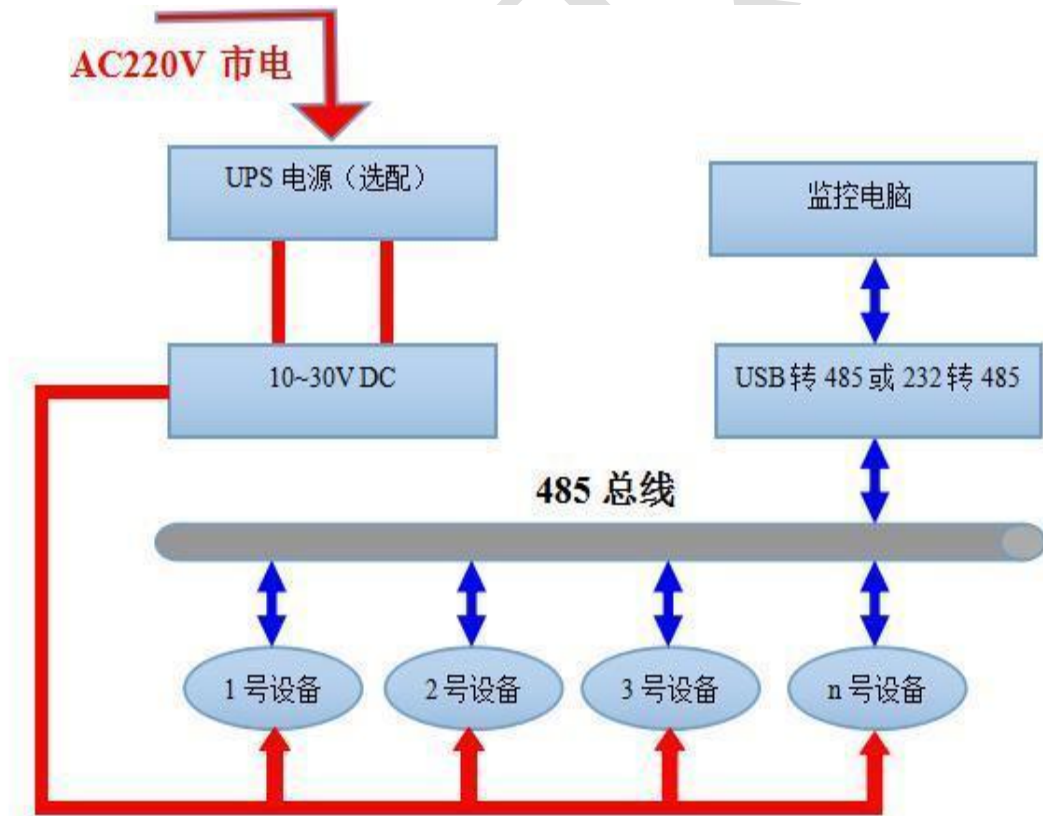 AC220V 市电
UPS 电源（选配）
监控电脑
10~30V DC
USB 转 485 或 232 转 485
485 总线
1 号设备
2 号设备
3 号设备
n 号设备